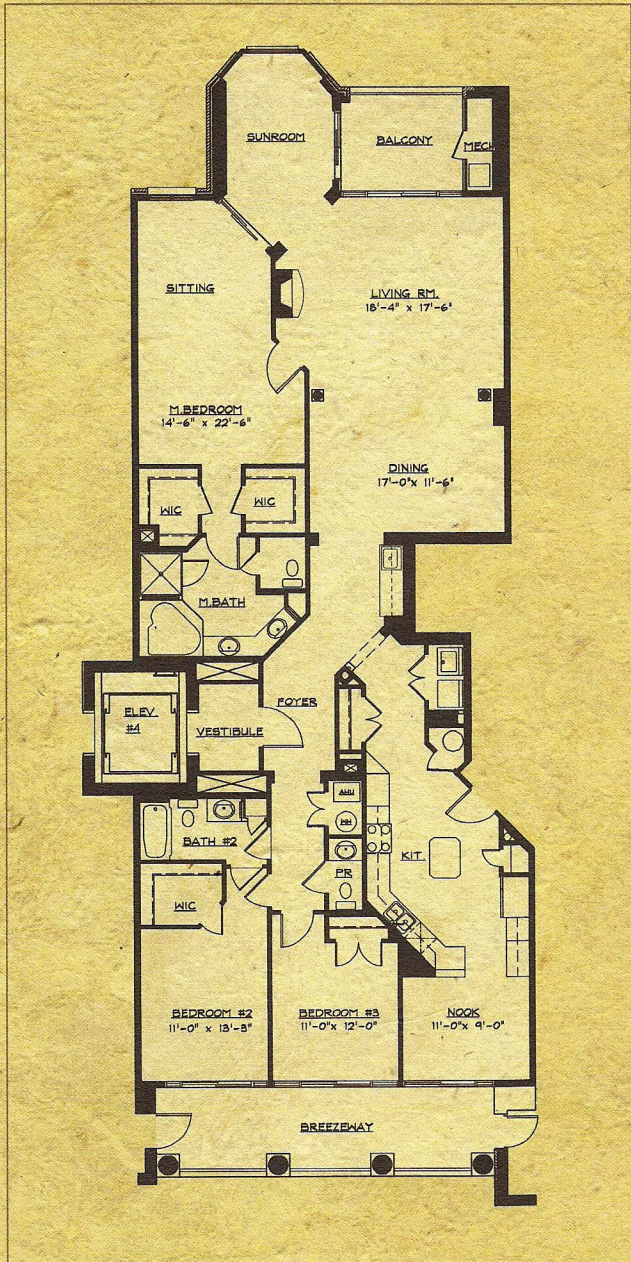 SUNROOM
BALCONY
MECH
SITTING
LIVING RM.
18'-4" x 17'-6"
M.BEDROOM
14'-6" x 22'-6"
DINING
17'-0"x 11'-6"
WIC
WIC
M.BATH
FOYER
ELEV
#4
VESTIBULE
AHU
WH
BATH #2
PR
KIT
WIC
BEDROOM #2
11'-0" x 13'-3"
BEDROOM #3
11'-0"x 12'-0"
NOOK
11'-0"x 9'-0"
BREEZEWAY